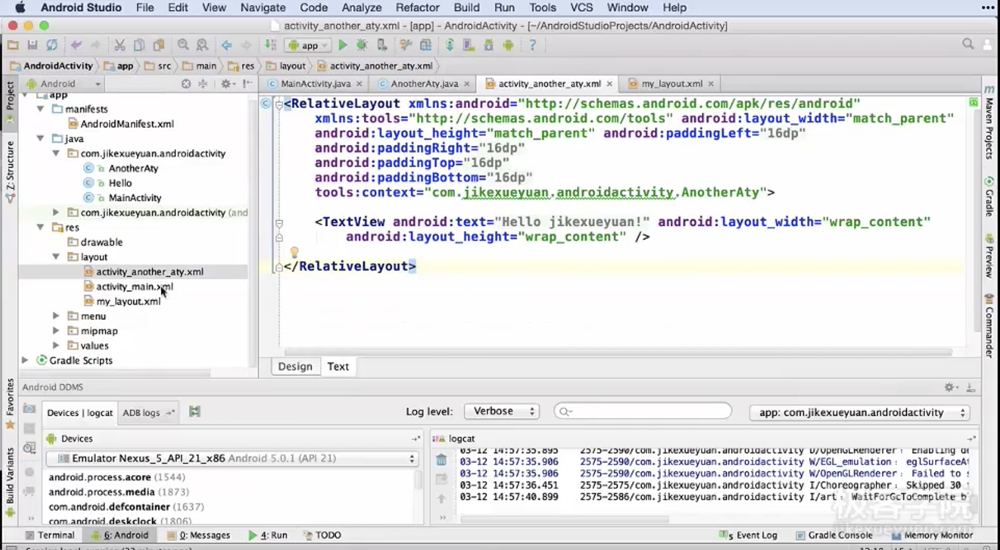 Android Studio File Edit View Navigate Code Analyze Refactor Build Run Tools VCS Window Help
activity_another_aty.xml - [app] - AndroidActivity - [~/AndroidStudioProjects/AndroidActivity]
app
AndroidActivity app src main res layout activity_another_aty.xml
Project
Z: Structure
Favorites
Build Variants
Android
app
manifests
AndroidManifest.xml
java
com.jikexueyuan.androidactivity
AnotherAty
Hello
MainActivity
com.jikexueyuan.androidactivity (and
res
drawable
layout
activity_another_aty.xml
activity_main.xml
my_layout.xml
menu
mipmap
values
Gradle Scripts
MainActivity.java AnotherAty.java activity_another_aty.xml my_layout.xml
<RelativeLayout xmlns:android="http://schemas.android.com/apk/res/android"
xmlns:tools="http://schemas.android.com/tools" android:layout_width="match_parent"
android:layout_height="match_parent" android:paddingLeft="16dp"
android:paddingRight="16dp"
android:paddingTop="16dp"
android:paddingBottom="16dp"
tools:context="com.jikexueyuan.androidactivity.AnotherAty">
<TextView android:text="Hello jikexueyuan!" android:layout_width="wrap_content"
android:layout_height="wrap_content" />
</RelativeLayout>
Design Text
Maven Projects
Gradle
Preview
Commander
Android DDMS
Devices | logcat ADB logs Log level: Verbose app: com.jikexueyuan.androidactivity
Devices
Emulator Nexus_5_API_21_x86 Android 5.0.1 (API 21)
android.process.acore (1544)
android.process.media (1873)
com.android.defcontainer (1637)
com.android.deskclock (1806)
logcat
03-12 14:57:35.895 2575-2590/com.jikexueyuan.androidactivity D/OpenGLRenderer: Enabling de
03-12 14:57:35.906 2575-2590/com.jikexueyuan.androidactivity W/EGL_emulation: eglSurfaceAt
03-12 14:57:35.906 2575-2590/com.jikexueyuan.androidactivity W/OpenGLRenderer: Failed to s
03-12 14:57:36.451 2575-2575/com.jikexueyuan.androidactivity I/Choreographer: Skipped 30
03-12 14:57:40.899 2575-2586/com.jikexueyuan.androidactivity I/art: WaitForGcToComplete b
极客学院
jikexueyuan.com
Terminal 6: Android 0: Messages 4: Run TODO 5 Event Log Gradle Console Memory Monitor